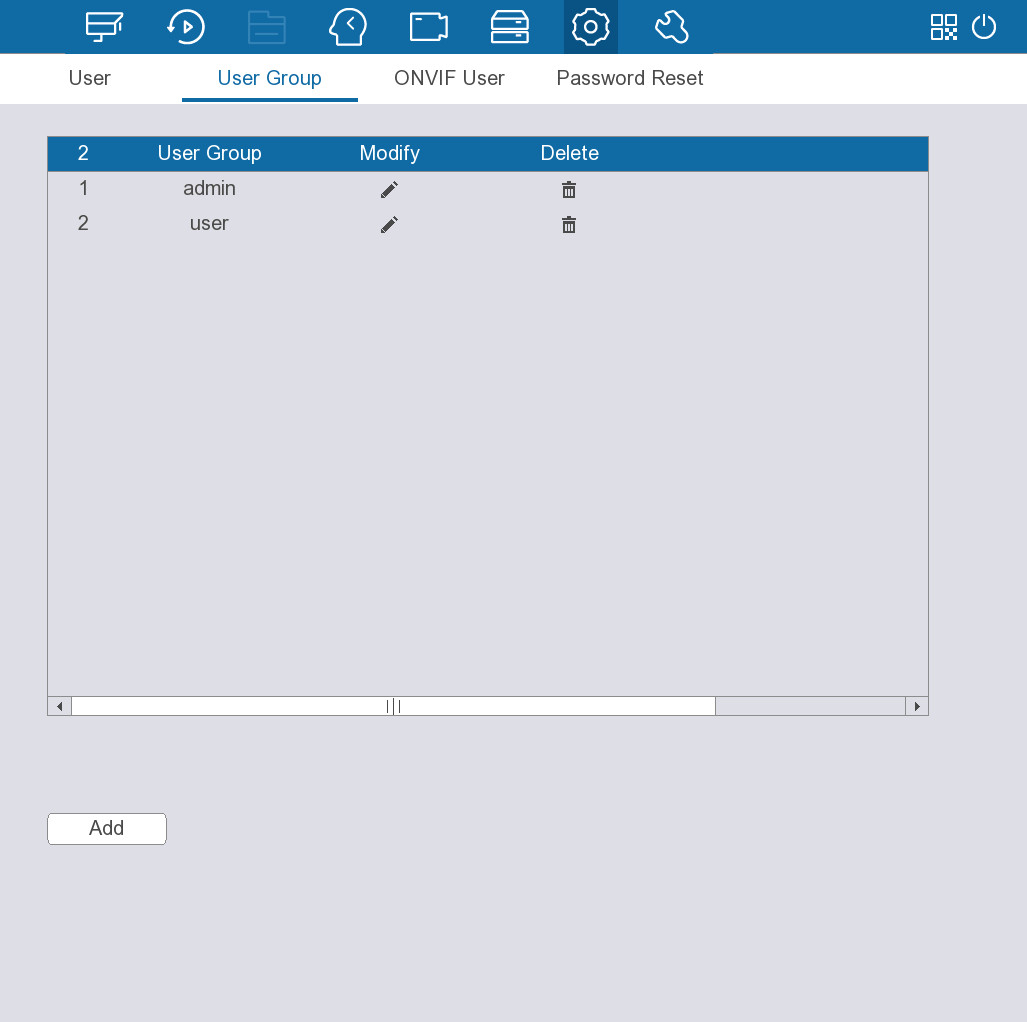 User User Group ONVIF User Password Reset
2 User Group Modify Delete
1 admin
2 user
Add